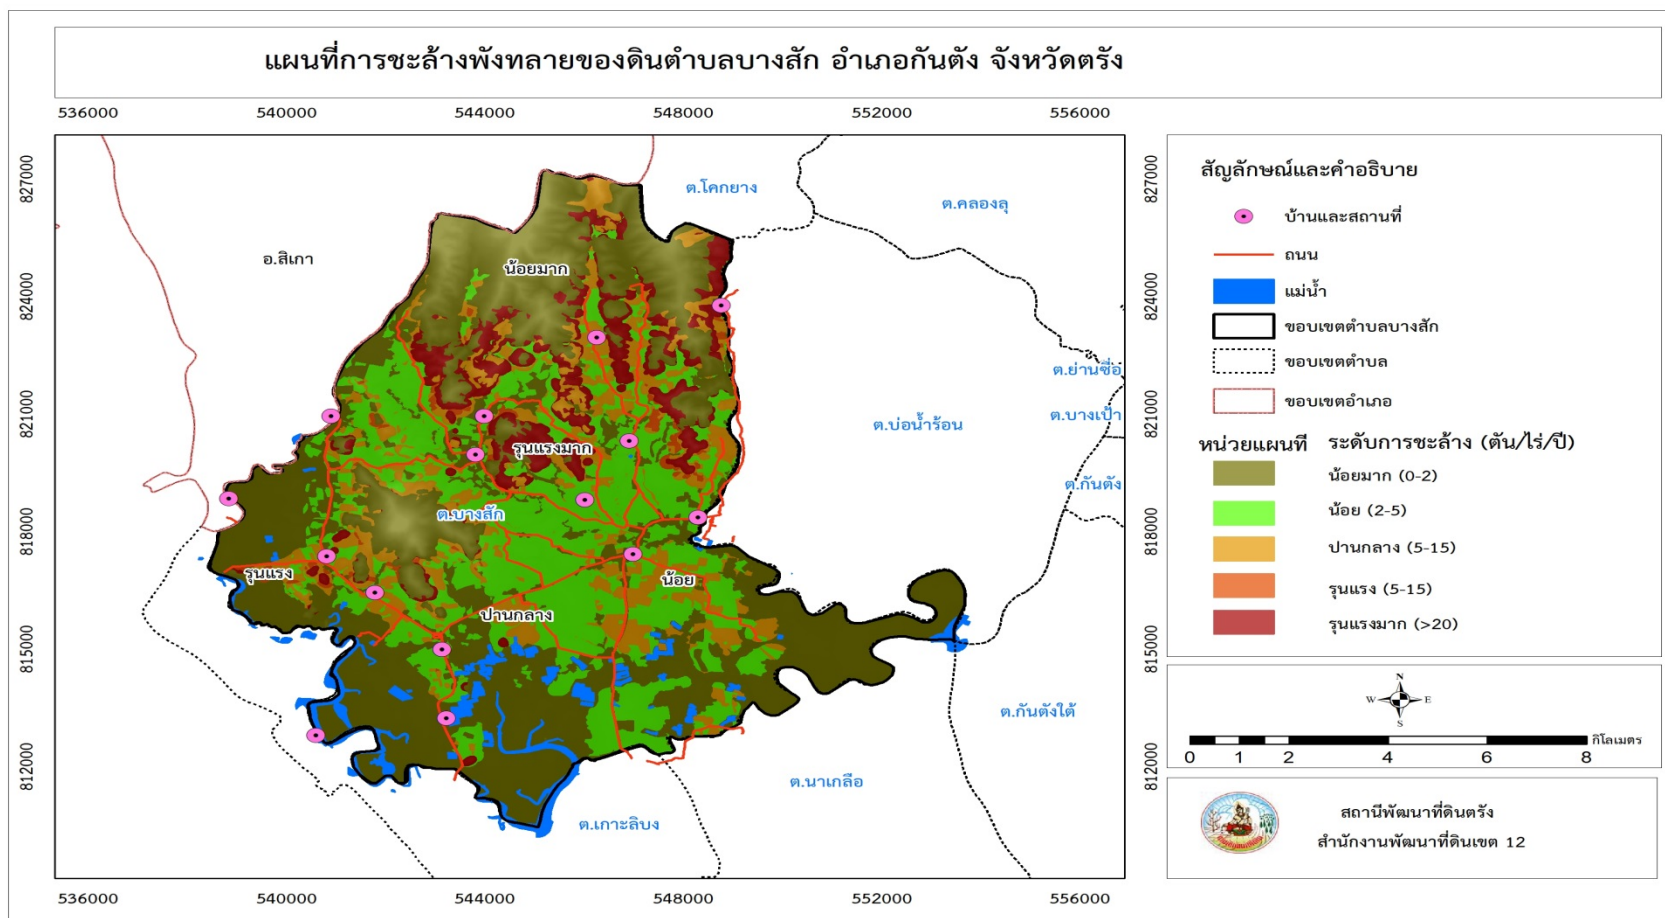 แผนที่การชะล้างพังทลายของดินตำบลบางสัก อำเภอกันตัง จังหวัดตรัง
536000 540000 544000 548000 552000 556000
827000
824000
821000
818000
815000
812000
ต.โคกยาง
ต.คลองลุ
อ.สิเกา
น้อยมาก
ต.ย่านซื่อ
ต.บางเป้า
ต.บ่อน้ำร้อน
รุนแรงมาก
ต.กันตัง
ต.บางสัก
รุนแรง
น้อย
ปานกลาง
ต.กันตังใต้
ต.นาเกลือ
ต.เกาะลิบง
827000
824000
821000
818000
815000
812000
536000 540000 544000 548000 552000 556000
สัญลักษณ์และคำอธิบาย
บ้านและสถานที่
ถนน
แม่น้ำ
ขอบเขตตำบลบางสัก
ขอบเขตตำบล
ขอบเขตอำเภอ
หน่วยแผนที่ ระดับการชะล้าง (ตัน/ไร่/ปี)
น้อยมาก (0-2)
น้อย (2-5)
ปานกลาง (5-15)
รุนแรง (5-15)
รุนแรงมาก (>20)
N
W E
S
กิโลเมตร
0 1 2 4 6 8
สถานีพัฒนาที่ดินตรัง
สำนักงานพัฒนาที่ดินเขต 12